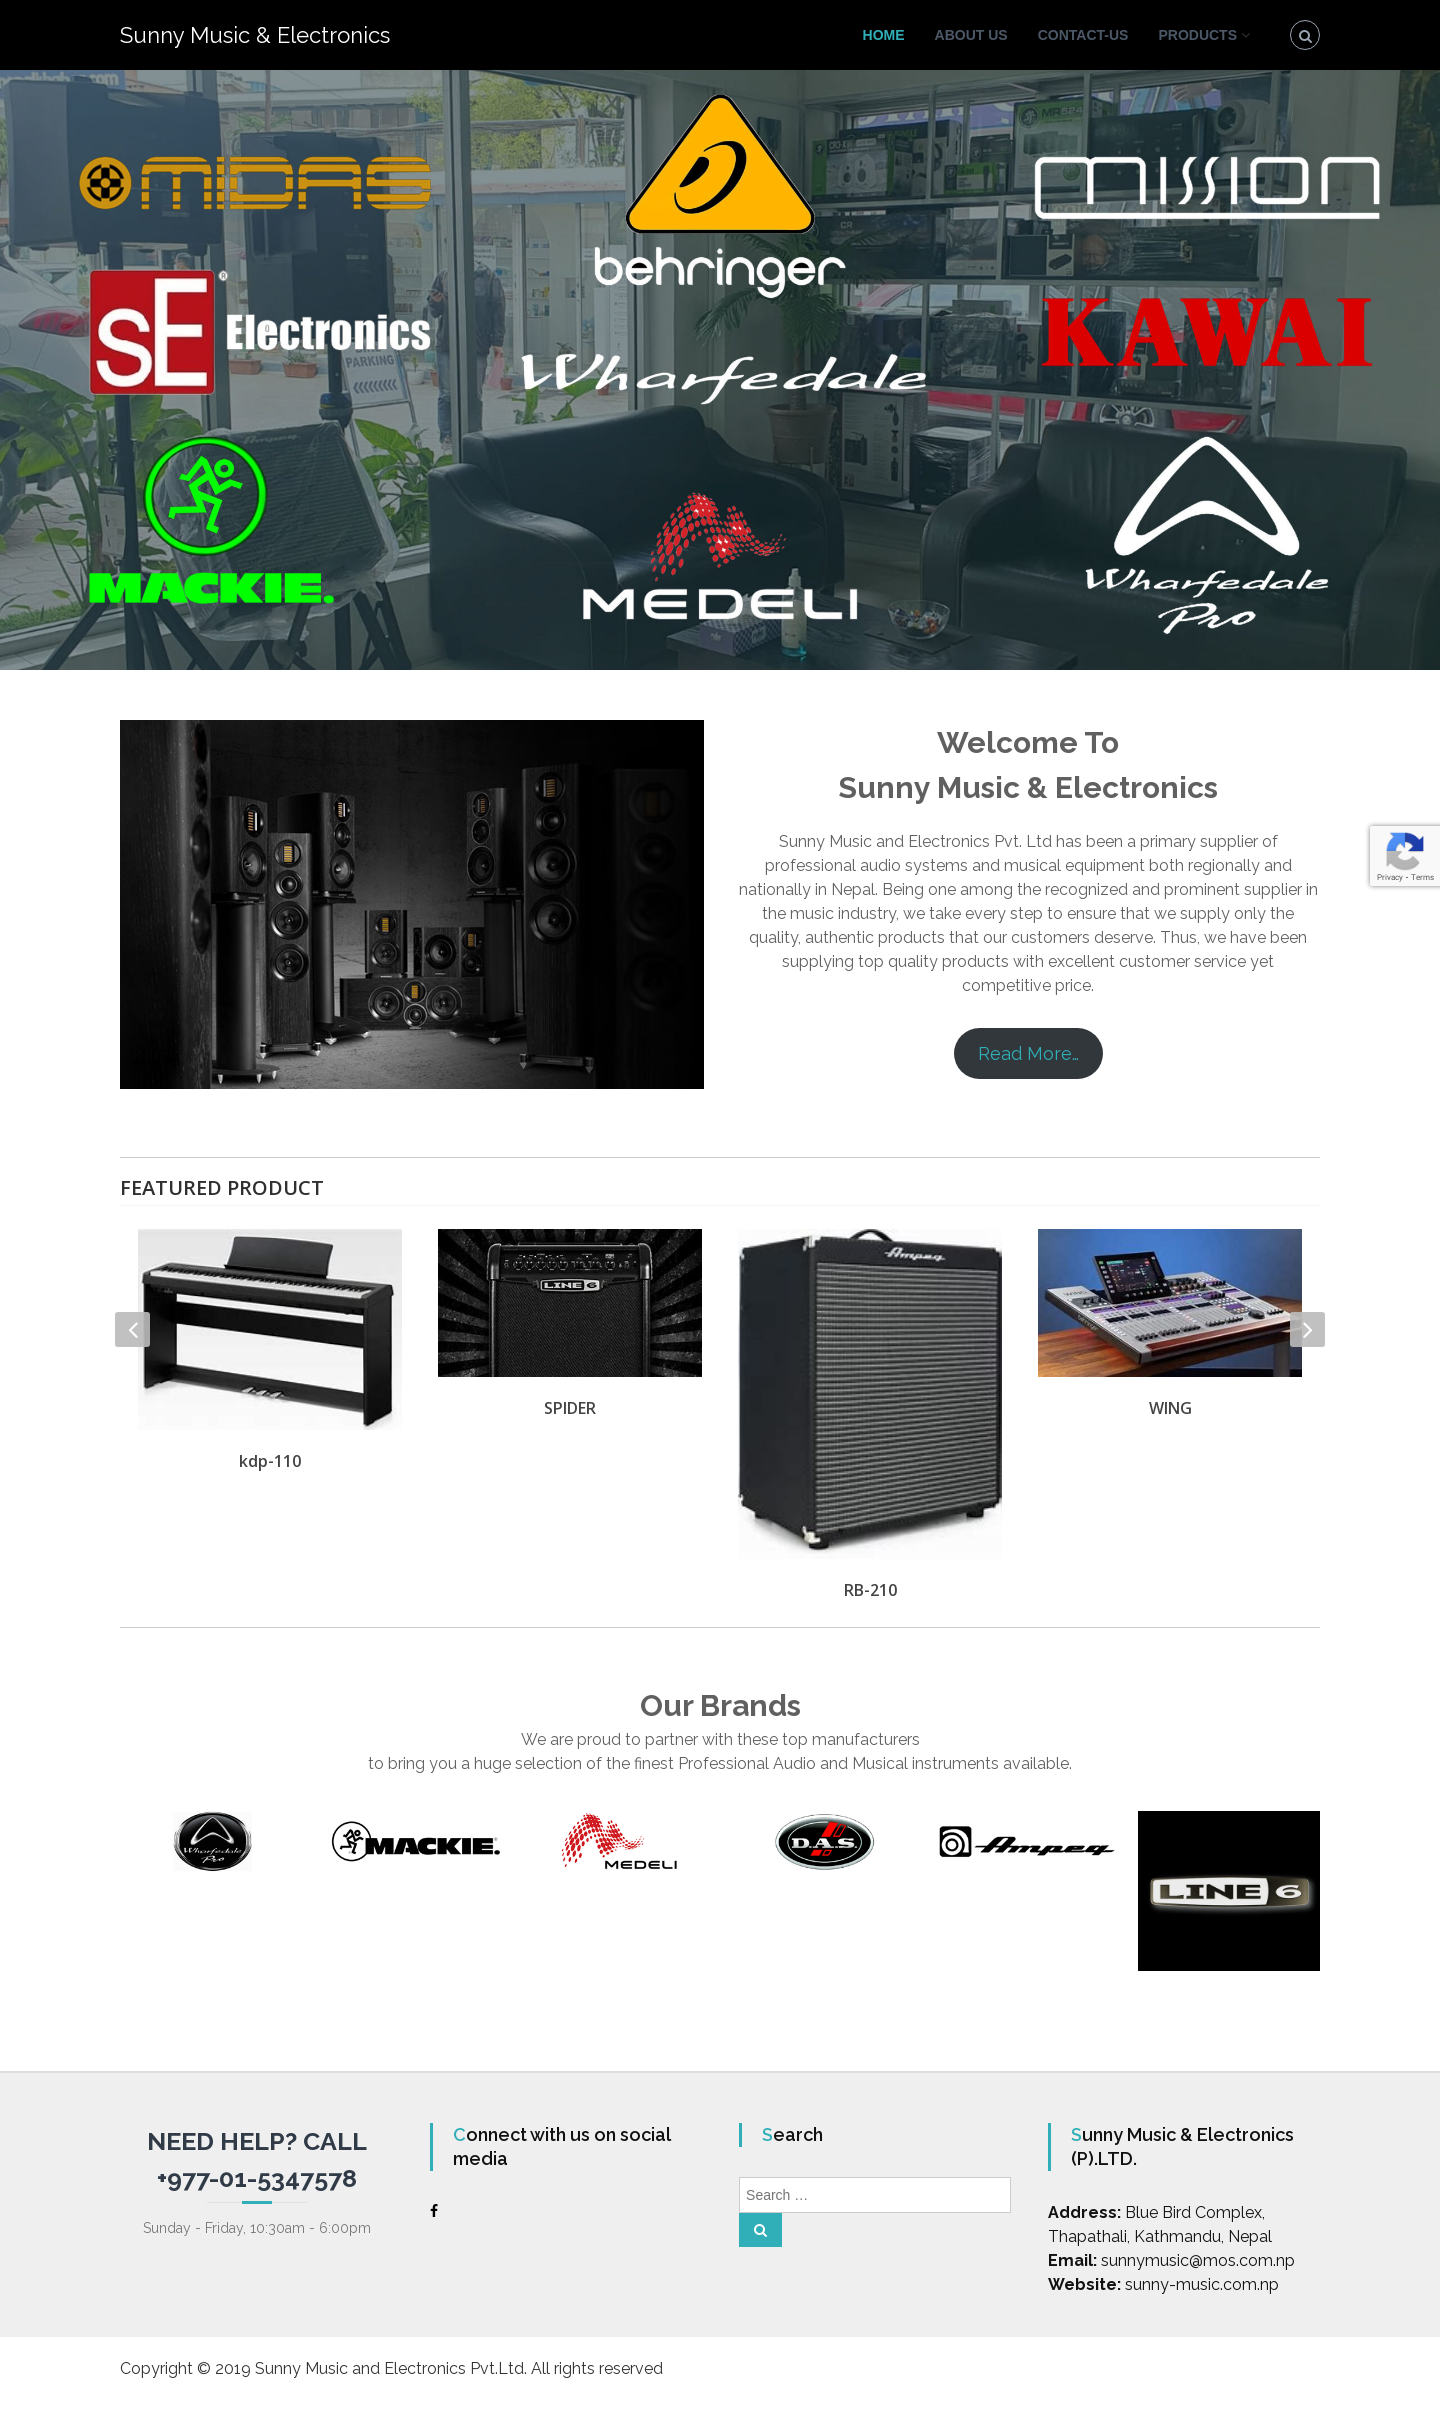 Sunny Music & Electronics
HOME
ABOUT US
CONTACT-US
PRODUCTS
MIDAS
behringer
mission
sE Electronics
®
PARKING
Wharfedale
KAWAI
Ampeg
MACKIE.
MEDELI
Wharfedale
Pro
Welcome To
Sunny Music & Electronics
Sunny Music and Electronics Pvt. Ltd has been a primary supplier of
professional audio systems and musical equipment both regionally and
nationally in Nepal. Being one among the recognized and prominent supplier in
the music industry, we take every step to ensure that we supply only the
quality, authentic products that our customers deserve. Thus, we have been
supplying top quality products with excellent customer service yet
competitive price.
Read More…
Privacy - Terms
FEATURED PRODUCT
LINE 6
Ampeg
WING
kdp-110
SPIDER
RB-210
WING
Our Brands
We are proud to partner with these top manufacturers
to bring you a huge selection of the finest Professional Audio and Musical instruments available.
Wharfedale
Pro
MACKIE.
MEDELI
D.A.S.
Ampeg
LINE 6
NEED HELP? CALL
+977-01-5347578
Sunday - Friday, 10:30am - 6:00pm
Connect with us on social
media
Search
Search …
Sunny Music & Electronics
(P).LTD.
Address: Blue Bird Complex,
Thapathali, Kathmandu, Nepal
Email: sunnymusic@mos.com.np
Website: sunny-music.com.np
Copyright © 2019 Sunny Music and Electronics Pvt.Ltd. All rights reserved